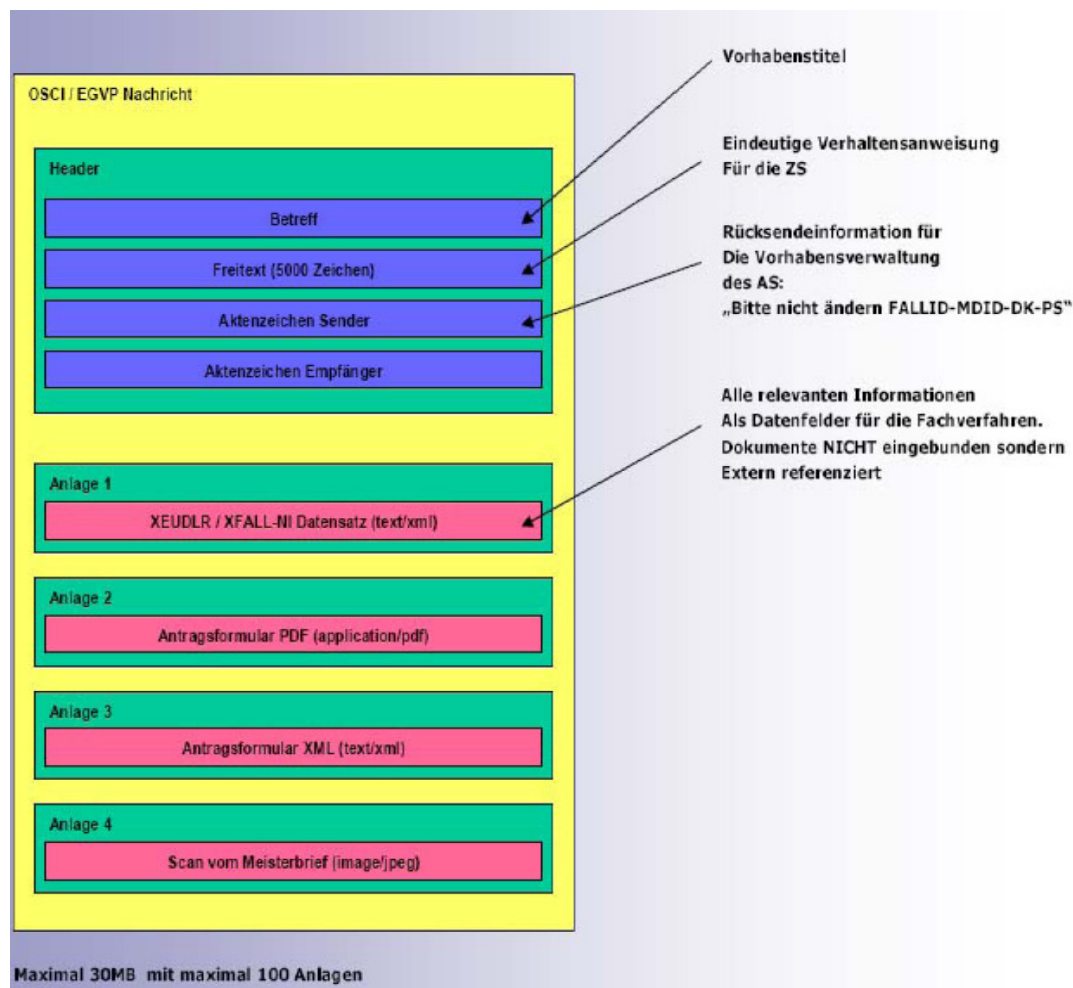 Vorhabenstitel
OSCI / EGVP Nachricht
Eindeutige Verhaltensanweisung
Für die ZS
Header
Betreff
Rücksendeinformation für
Die Vorhabensverwaltung
des AS:
„Bitte nicht ändern FALLID-MDID-DK-PS“
Freitext (5000 Zeichen)
Aktenzeichen Sender
Aktenzeichen Empfänger
Alle relevanten Informationen
Als Datenfelder für die Fachverfahren.
Dokumente NICHT eingebunden sondern
Extern referenziert
Anlage 1
XEUDLR / XFALL-NI Datensatz (text/xml)
Anlage 2
Antragsformular PDF (application/pdf)
Anlage 3
Antragsformular XML (text/xml)
Anlage 4
Scan vom Meisterbrief (image/jpeg)
Maximal 30MB mit maximal 100 Anlagen